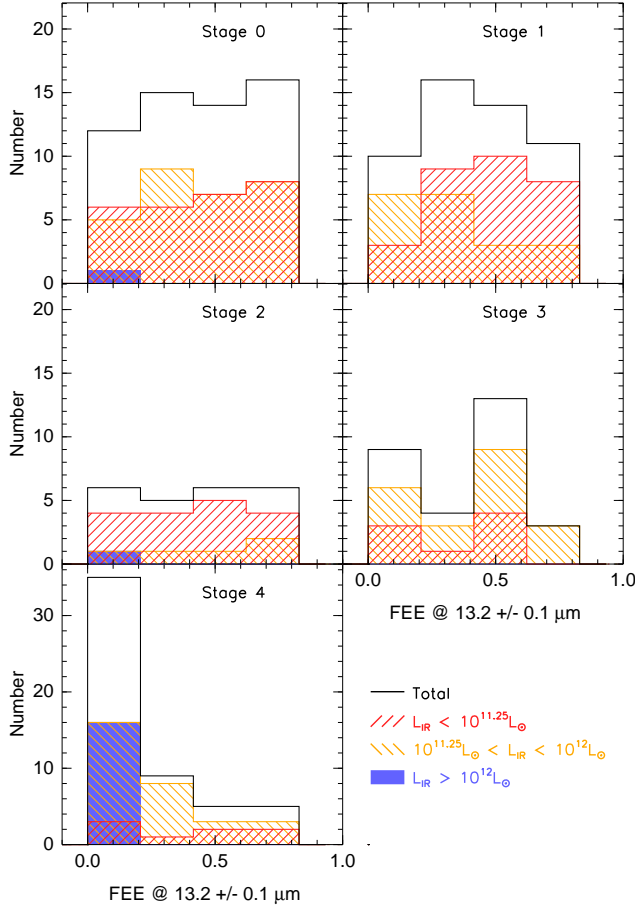 Stage 0
Stage 1
20
15
10
5
0
Number
Stage 2
Stage 3
20
15
10
5
0
Number
0.0 0.5 1.0
FEE @ 13.2 +/- 0.1 μm
Stage 4
30
20
10
0
Number
0.0 0.5 1.0
FEE @ 13.2 +/- 0.1 μm
Total
L_IR < 10^11.25 L_⊙
10^11.25 L_⊙ < L_IR < 10^12 L_⊙
L_IR > 10^12 L_⊙